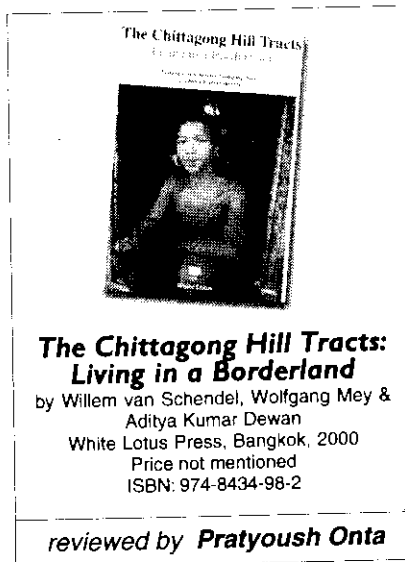 The Chittagong Hill Tracts
The Chittagong Hill Tracts:
Living in a Borderland
by Willem van Schendel, Wolfgang Mey &
Aditya Kumar Dewan
White Lotus Press, Bangkok, 2000
Price not mentioned
ISBN: 974-8434-98-2
reviewed by Pratyoush Onta